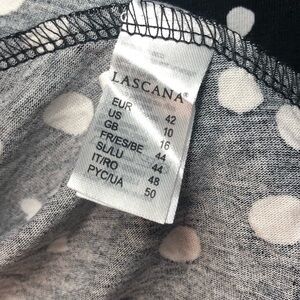 LASCANA®
EUR 42
US 10
GB 16
FR/ES/BE 44
SL/LU 44
IT/RO 48
PYC/UA 50